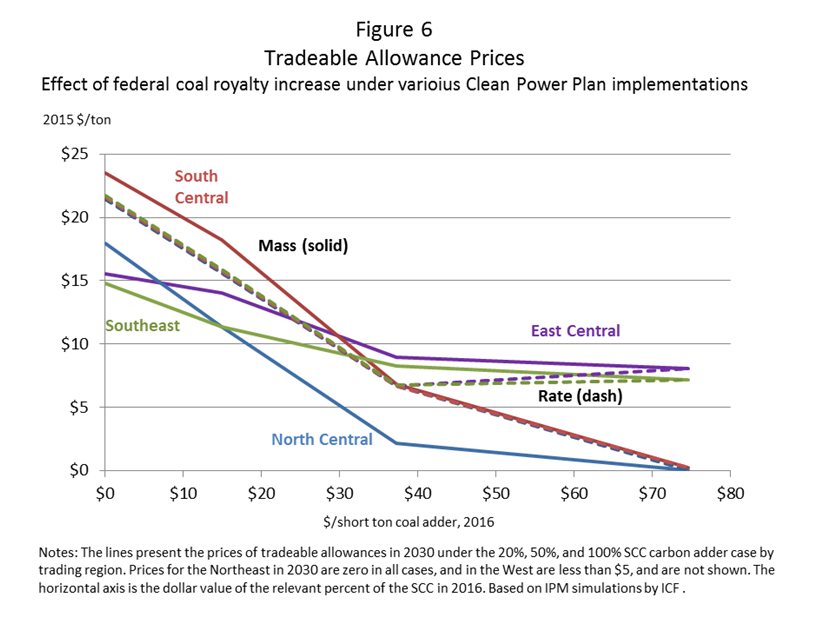 Figure 6
Tradeable Allowance Prices
Effect of federal coal royalty increase under varioius Clean Power Plan implementations
2015 $/ton
$25
South
Central
$20
Mass (solid)
$15
Southeast
East Central
$10
Rate (dash)
$5
North Central
$0
$0 $10 $20 $30 $40 $50 $60 $70 $80
$/short ton coal adder, 2016
Notes: The lines present the prices of tradeable allowances in 2030 under the 20%, 50%, and 100% SCC carbon adder case by
trading region. Prices for the Northeast in 2030 are zero in all cases, and in the West are less than $5, and are not shown. The
horizontal axis is the dollar value of the relevant percent of the SCC in 2016. Based on IPM simulations by ICF .